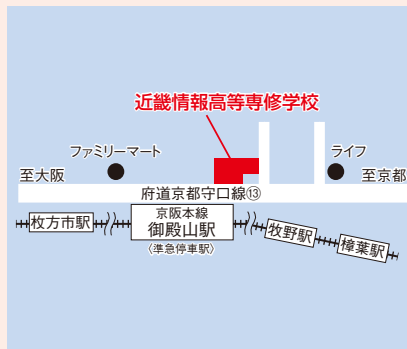 近畿情報高等専修学校
ファミリーマート
ライフ
至大阪
至京都
府道京都守口線⑬
京阪本線
枚方市駅
御殿山駅
〈準急停車駅〉
牧野駅
樟葉駅